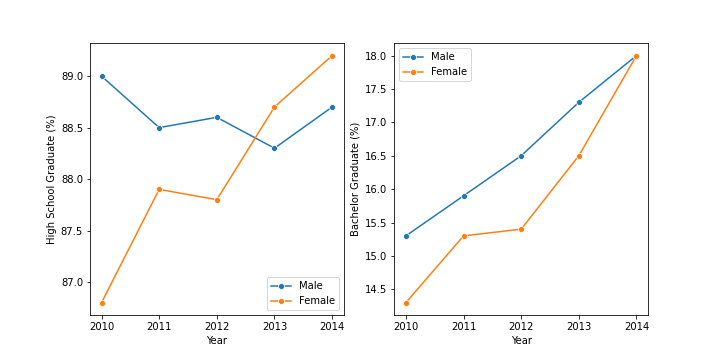 High School Graduate (%)
89.0
88.5
88.0
87.5
87.0
2010 2011 2012 2013 2014
Year
Male
Female
Bachelor Graduate (%)
18.0
17.5
17.0
16.5
16.0
15.5
15.0
14.5
2010 2011 2012 2013 2014
Year
Male
Female